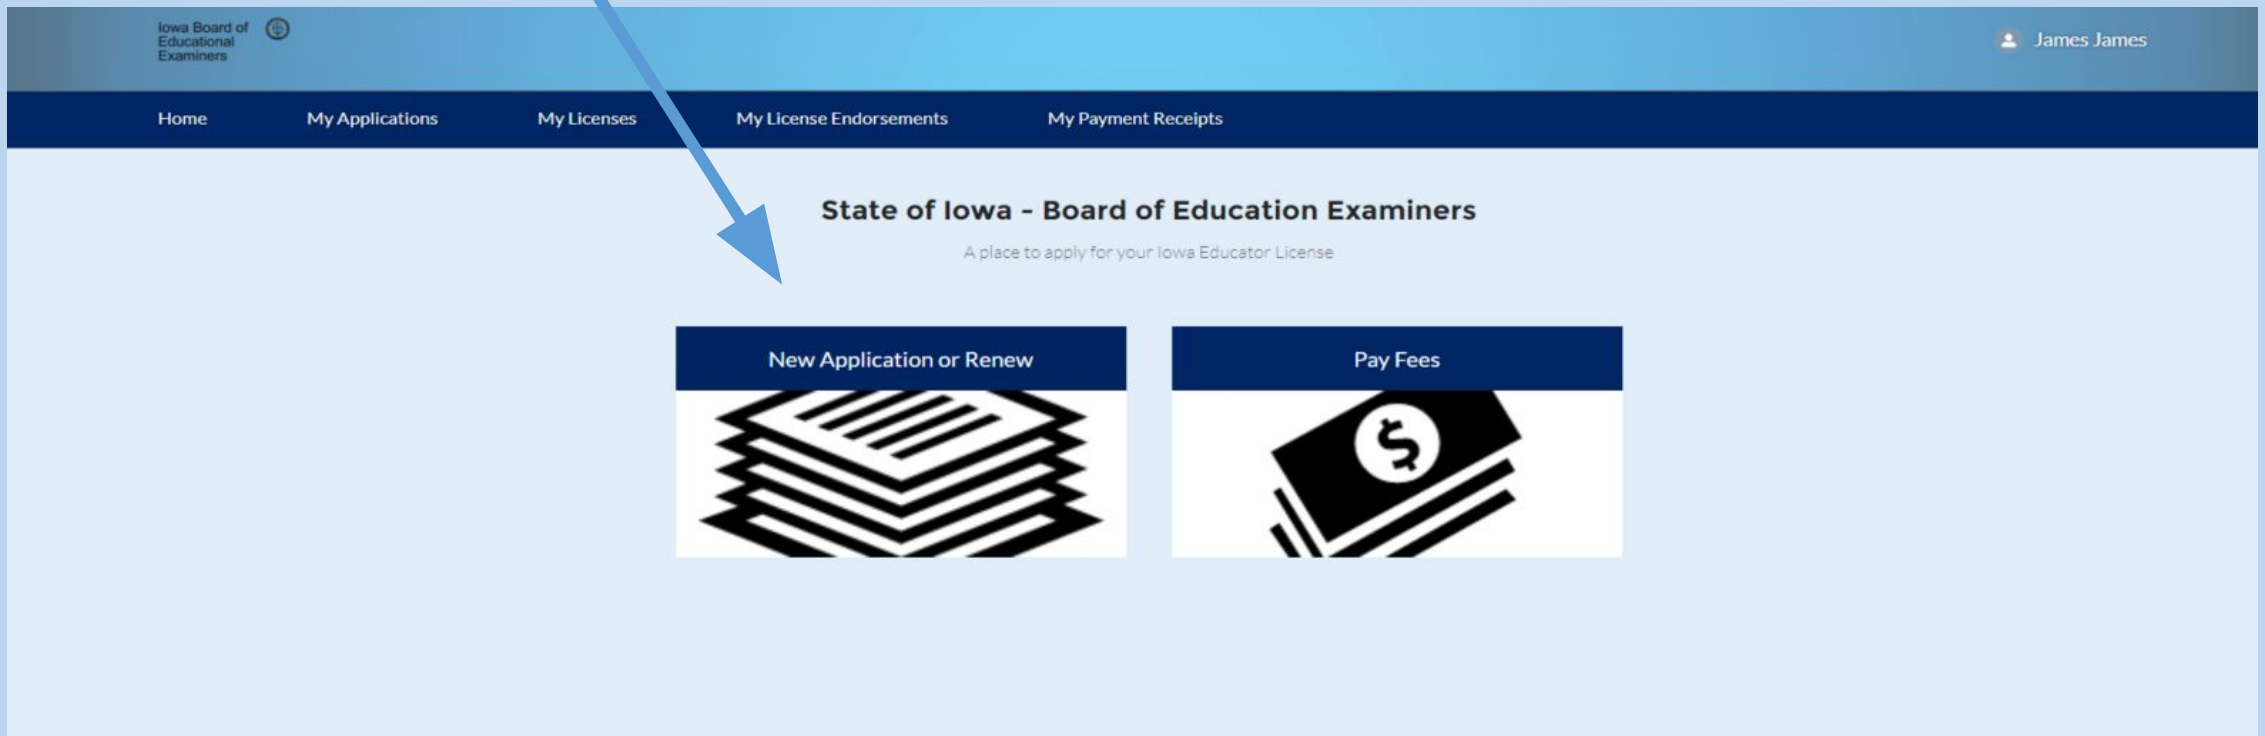 Iowa Board of
Educational
Examiners
James James
Home My Applications My Licenses My License Endorsements My Payment Receipts
State of Iowa - Board of Education Examiners
A place to apply for your Iowa Educator License
New Application or Renew
Pay Fees
$